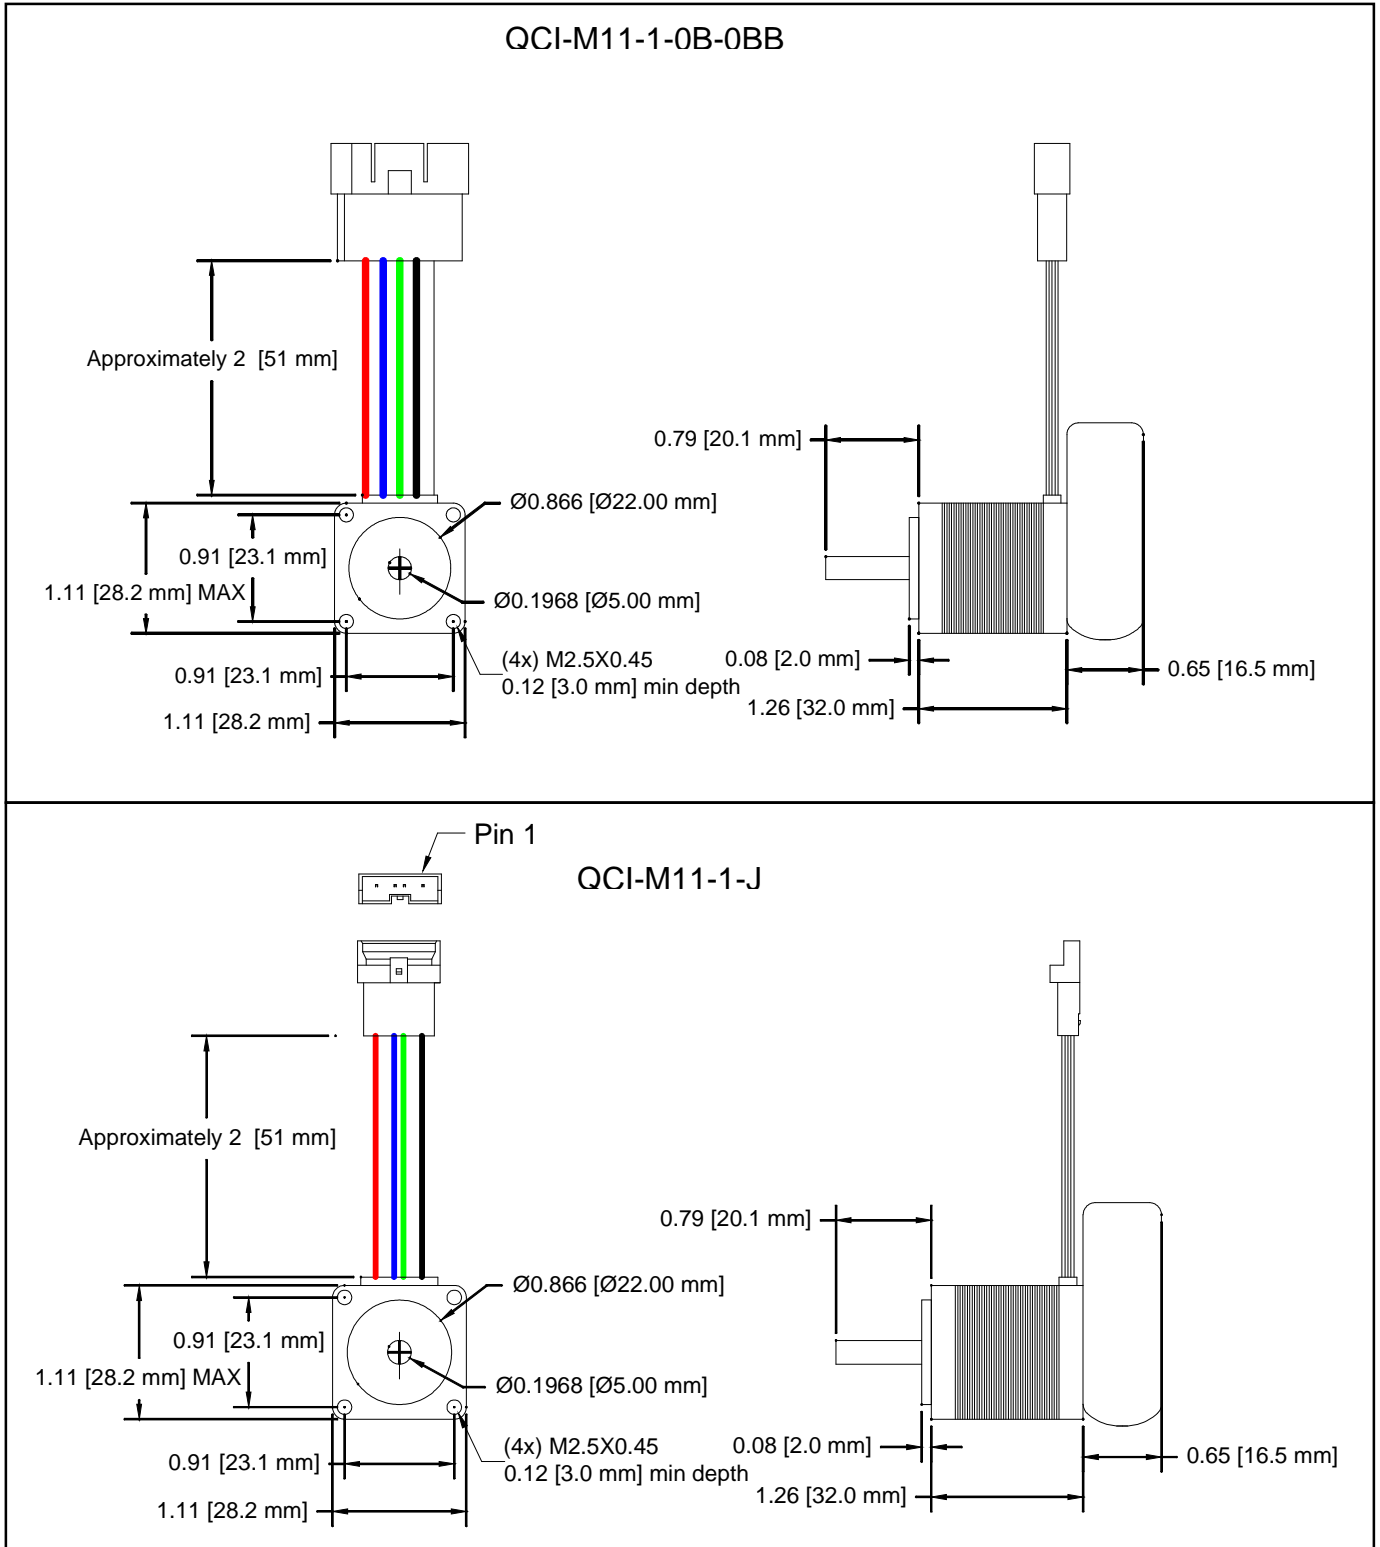 QCI-M11-1-0B-0BB
Approximately 2 [51 mm]
0.79 [20.1 mm]
Ø0.866 [Ø22.00 mm]
0.91 [23.1 mm]
1.11 [28.2 mm] MAX
Ø0.1968 [Ø5.00 mm]
(4x) M2.5X0.45
0.12 [3.0 mm] min depth
0.08 [2.0 mm]
0.65 [16.5 mm]
0.91 [23.1 mm]
1.26 [32.0 mm]
1.11 [28.2 mm]
Pin 1
QCI-M11-1-J
Approximately 2 [51 mm]
0.79 [20.1 mm]
Ø0.866 [Ø22.00 mm]
0.91 [23.1 mm]
1.11 [28.2 mm] MAX
Ø0.1968 [Ø5.00 mm]
(4x) M2.5X0.45
0.12 [3.0 mm] min depth
0.08 [2.0 mm]
0.65 [16.5 mm]
0.91 [23.1 mm]
1.26 [32.0 mm]
1.11 [28.2 mm]